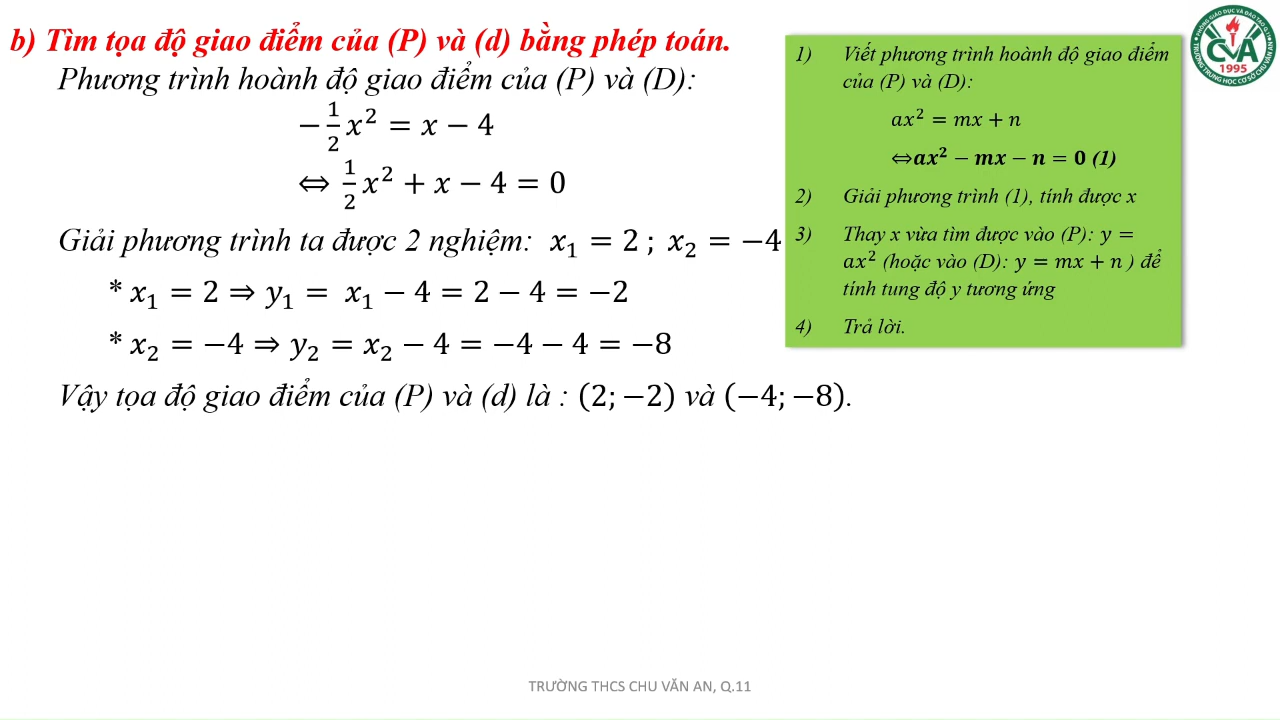 b) Tìm tọa độ giao điểm của (P) và (d) bằng phép toán.
Phương trình hoành độ giao điểm của (P) và (D):
−1/2 x² = x − 4
⇔ 1/2 x² + x − 4 = 0
Giải phương trình ta được 2 nghiệm: x₁ = 2 ; x₂ = −4
* x₁ = 2 ⇒ y₁ = x₁ − 4 = 2 − 4 = −2
* x₂ = −4 ⇒ y₂ = x₂ − 4 = −4 − 4 = −8
Vậy tọa độ giao điểm của (P) và (d) là : (2; −2) và (−4; −8).
1) Viết phương trình hoành độ giao điểm
của (P) và (D):
ax² = mx + n
⇔ax² − mx − n = 0 (1)
2) Giải phương trình (1), tính được x
3) Thay x vừa tìm được vào (P): y =
ax² (hoặc vào (D): y = mx + n ) để
tính tung độ y tương ứng
4) Trả lời.
CVA
1995
TRƯỜNG THCS CHU VĂN AN, Q.11